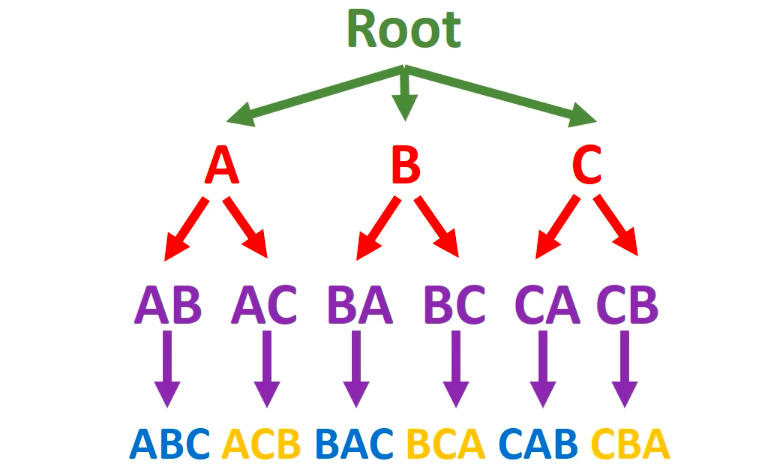 Root
A B C
AB AC BA BC CA CB
ABC ACB BAC BCA CAB CBA